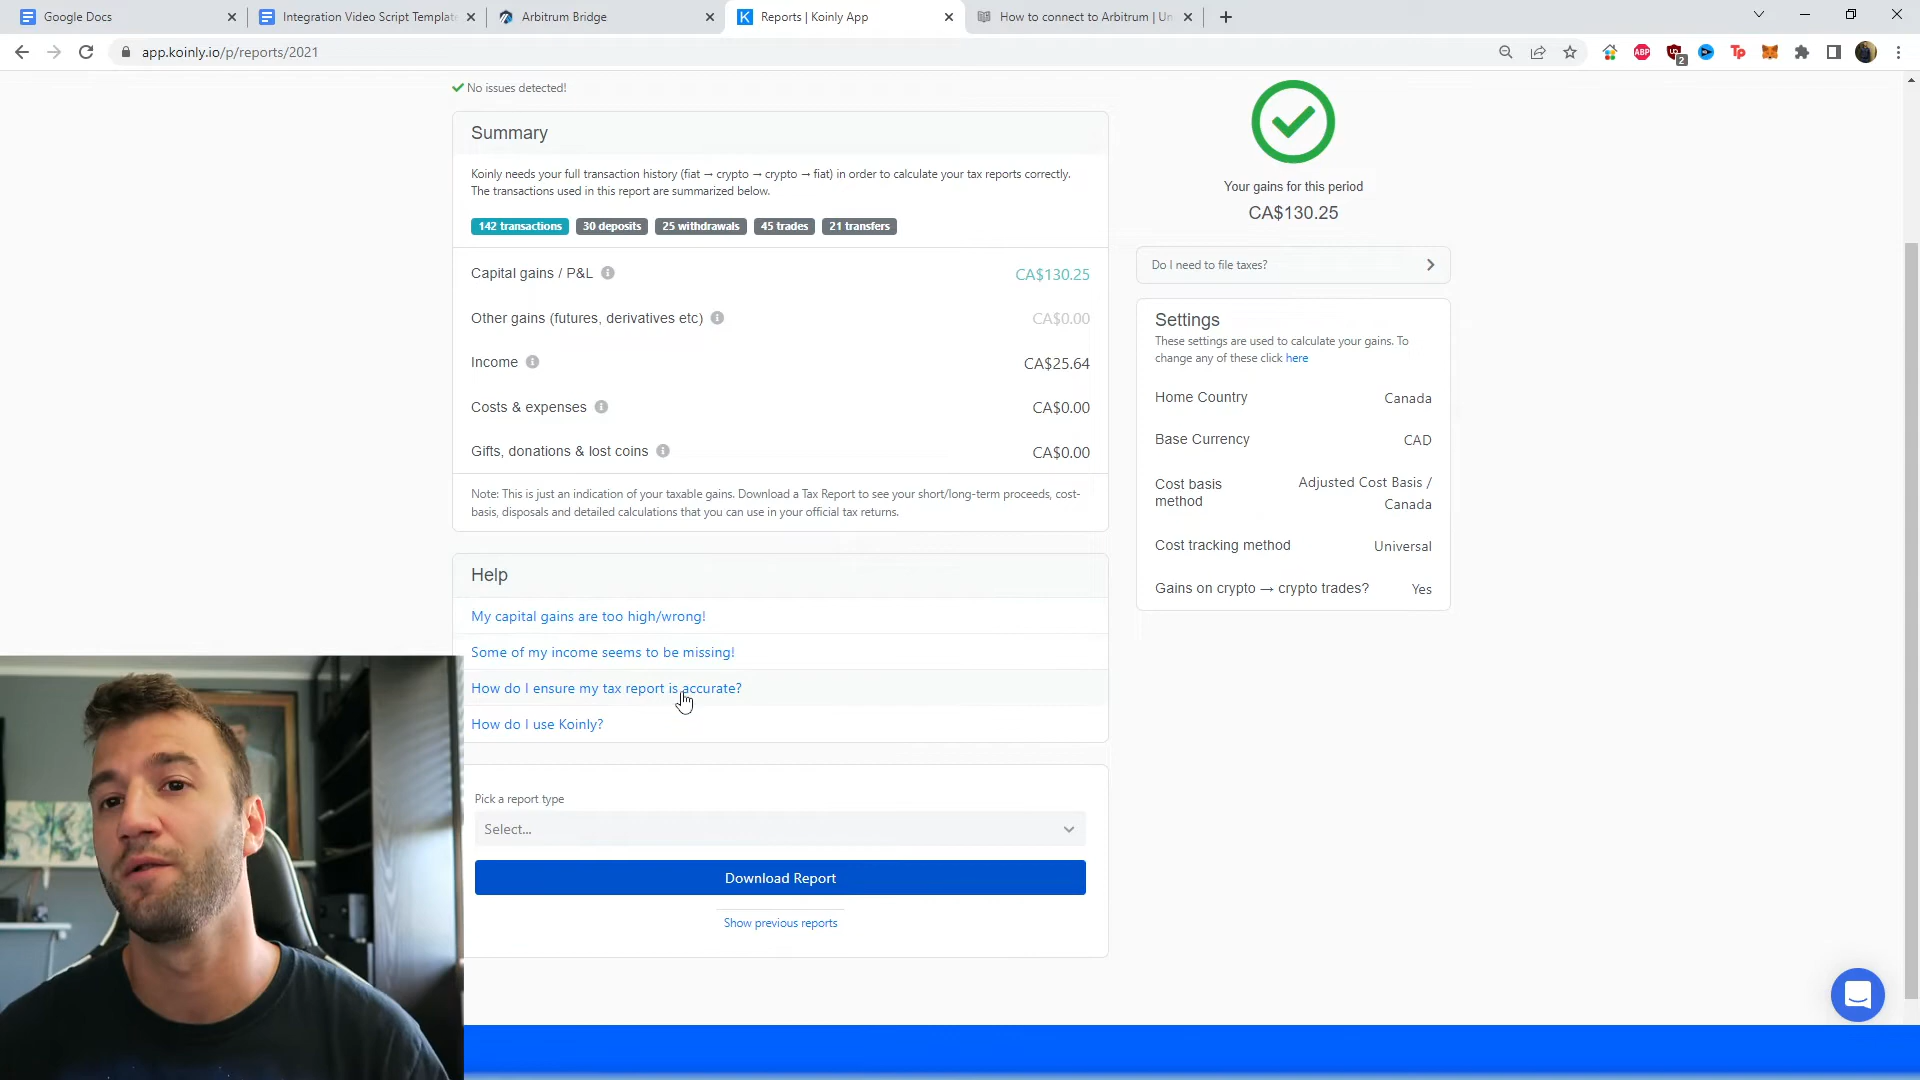 Google Docs
Integration Video Script Template
Arbitrum Bridge
Reports | Koinly App
How to connect to Arbitrum | Un
app.koinly.io/p/reports/2021
ABP
2
Tp
No issues detected!
Summary
Koinly needs your full transaction history (fiat → crypto → crypto → fiat) in order to calculate your tax reports correctly.
The transactions used in this report are summarized below.
142 transactions 30 deposits 25 withdrawals 45 trades 21 transfers
Capital gains / P&L CA$130.25
Other gains (futures, derivatives etc) CA$0.00
Income CA$25.64
Costs & expenses CA$0.00
Gifts, donations & lost coins CA$0.00
Note: This is just an indication of your taxable gains. Download a Tax Report to see your short/long-term proceeds, cost-
basis, disposals and detailed calculations that you can use in your official tax returns.
Help
My capital gains are too high/wrong!
Some of my income seems to be missing!
How do I ensure my tax report is accurate?
How do I use Koinly?
Pick a report type
Select...
Download Report
Show previous reports
Your gains for this period
CA$130.25
Do I need to file taxes?
Settings
These settings are used to calculate your gains. To
change any of these click here
Home Country Canada
Base Currency CAD
Cost basis
method
Adjusted Cost Basis /
Canada
Cost tracking method Universal
Gains on crypto → crypto trades? Yes